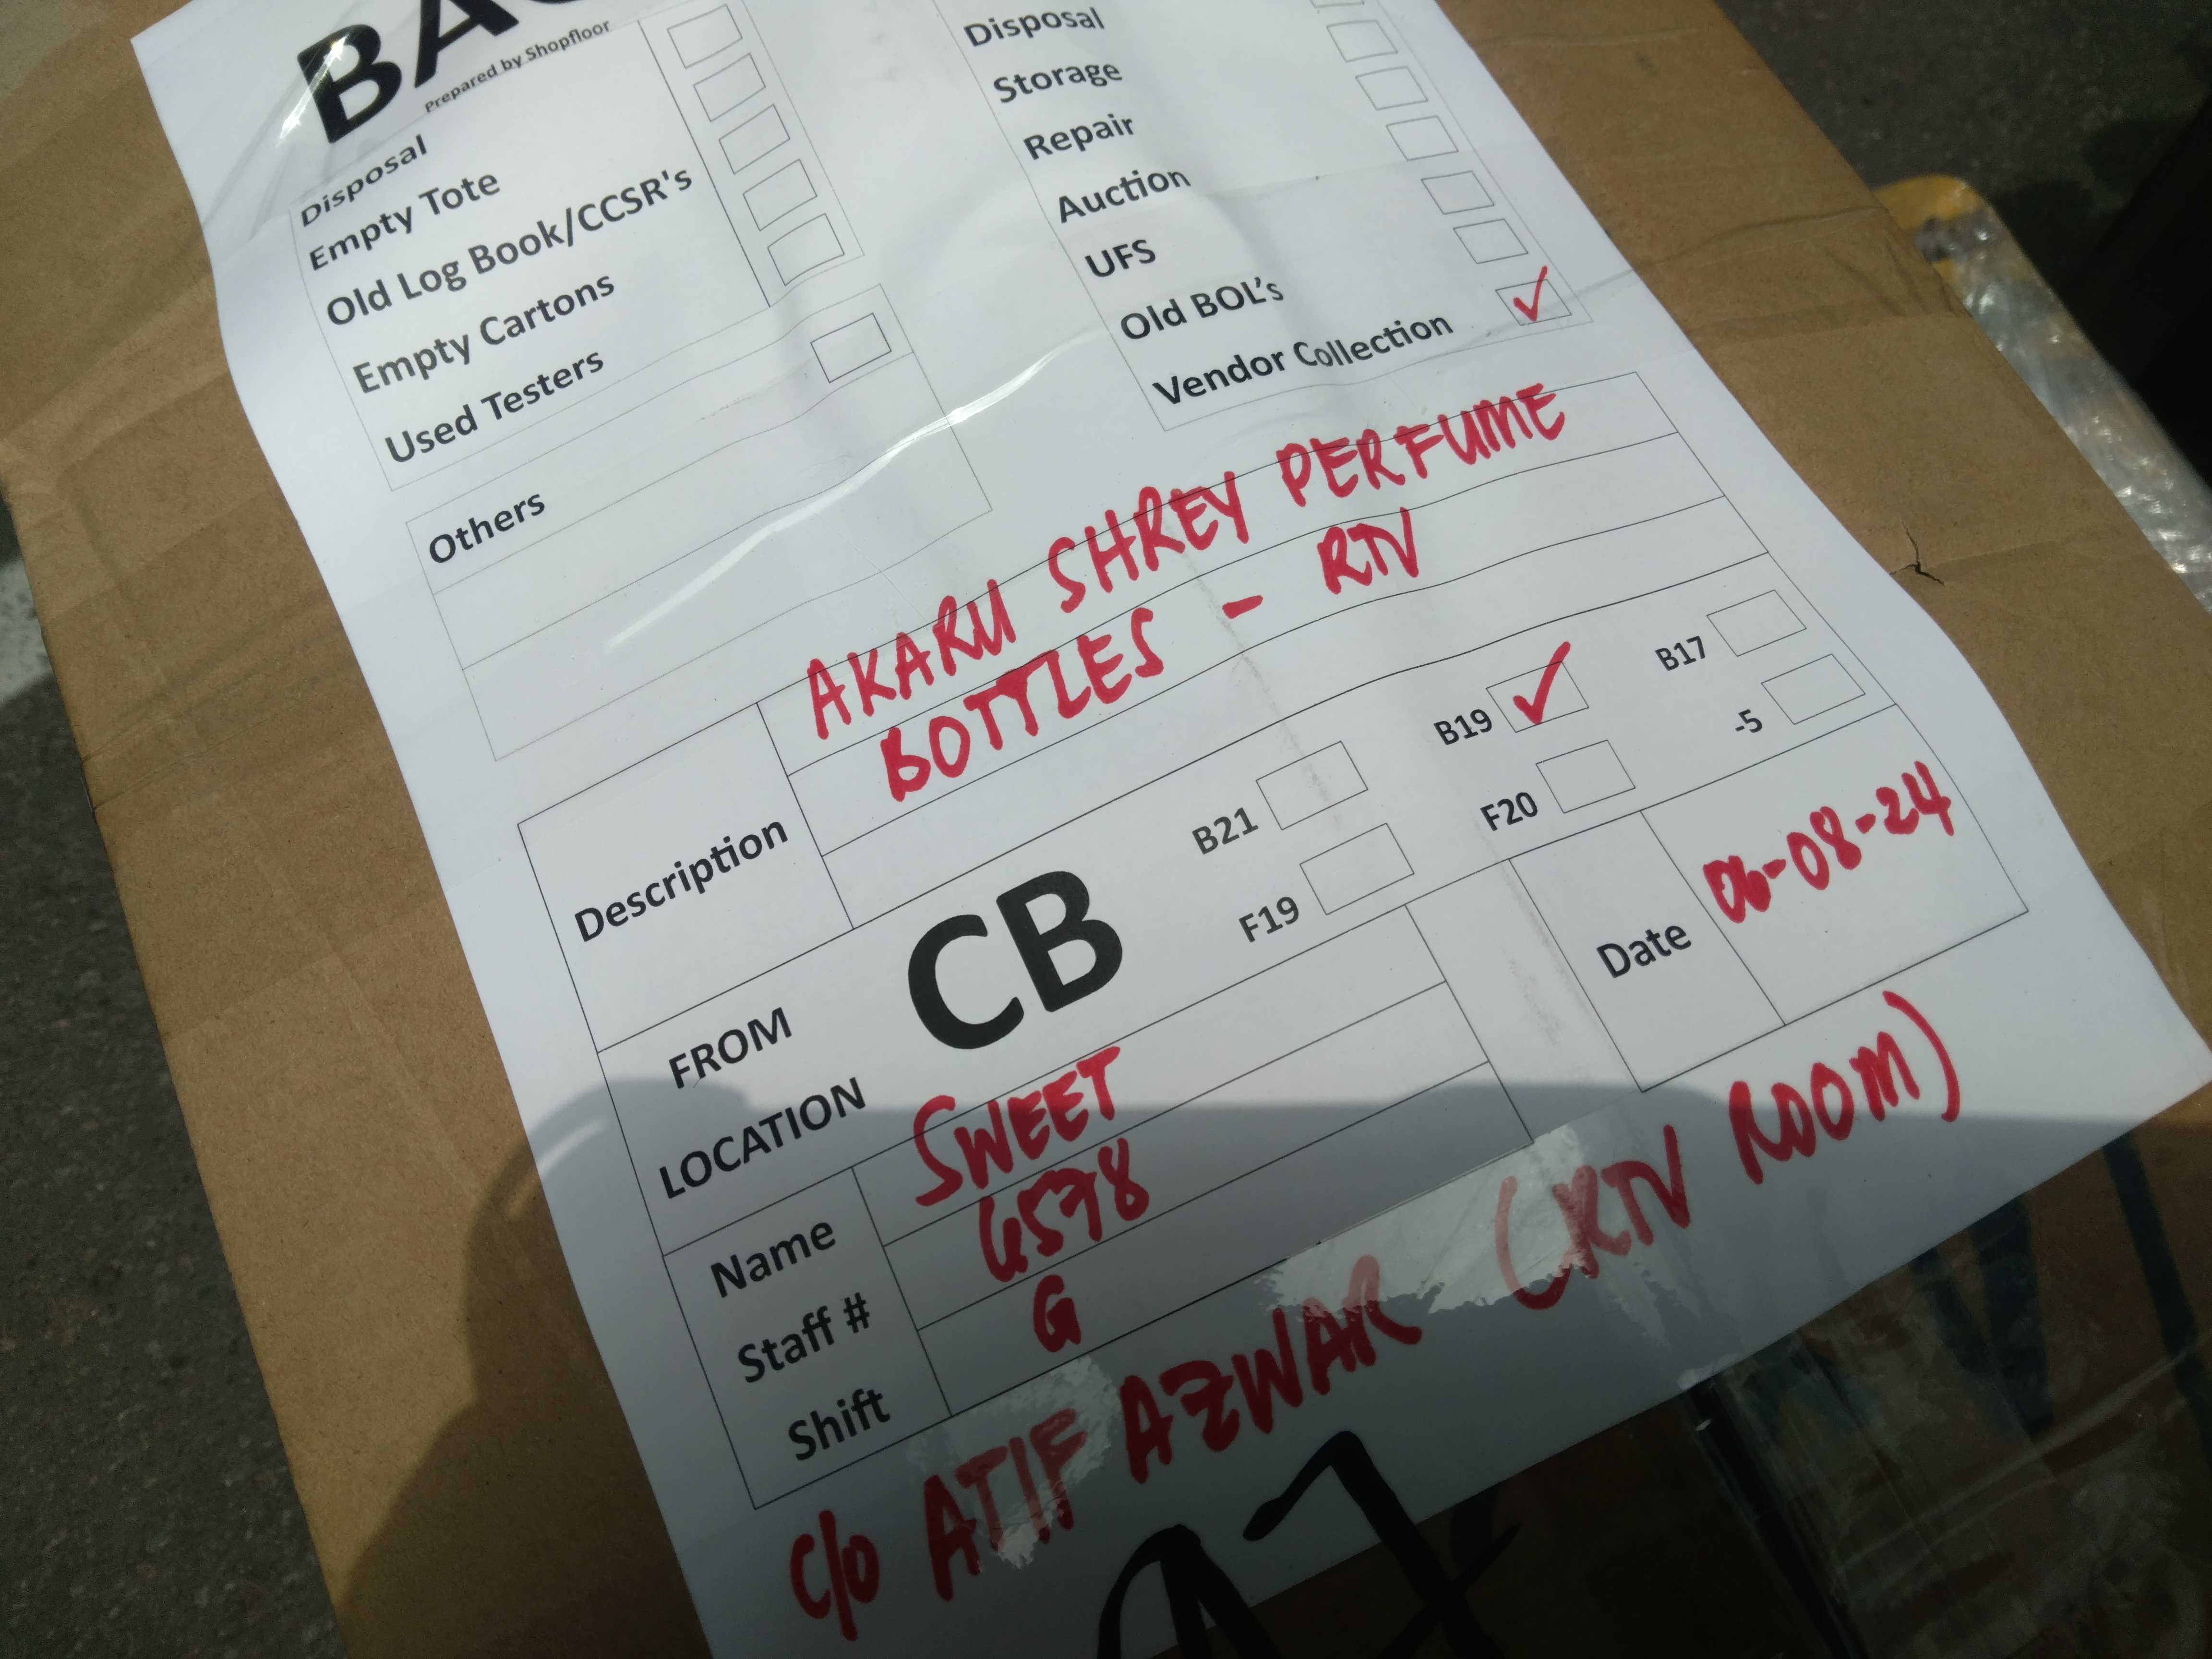 Prepared by Shopfloor
Disposal
Empty Tote
Old Log Book/CCSR's
Empty Cartons
Used Testers
Others
Disposal
Storage
Repair
Auction
UFS
Old BOL's
Vendor Collection ✓
Description
AKARU SHREY PERFUME
BOTTLES - RTV
FROM
LOCATION
CB
B21
B19 ✓
B17
F19
F20
-5
Name SWEET
Staff # 6578
Shift G
Date 06-08-24
c/o ATIF AZWAR (RTV ROOM)